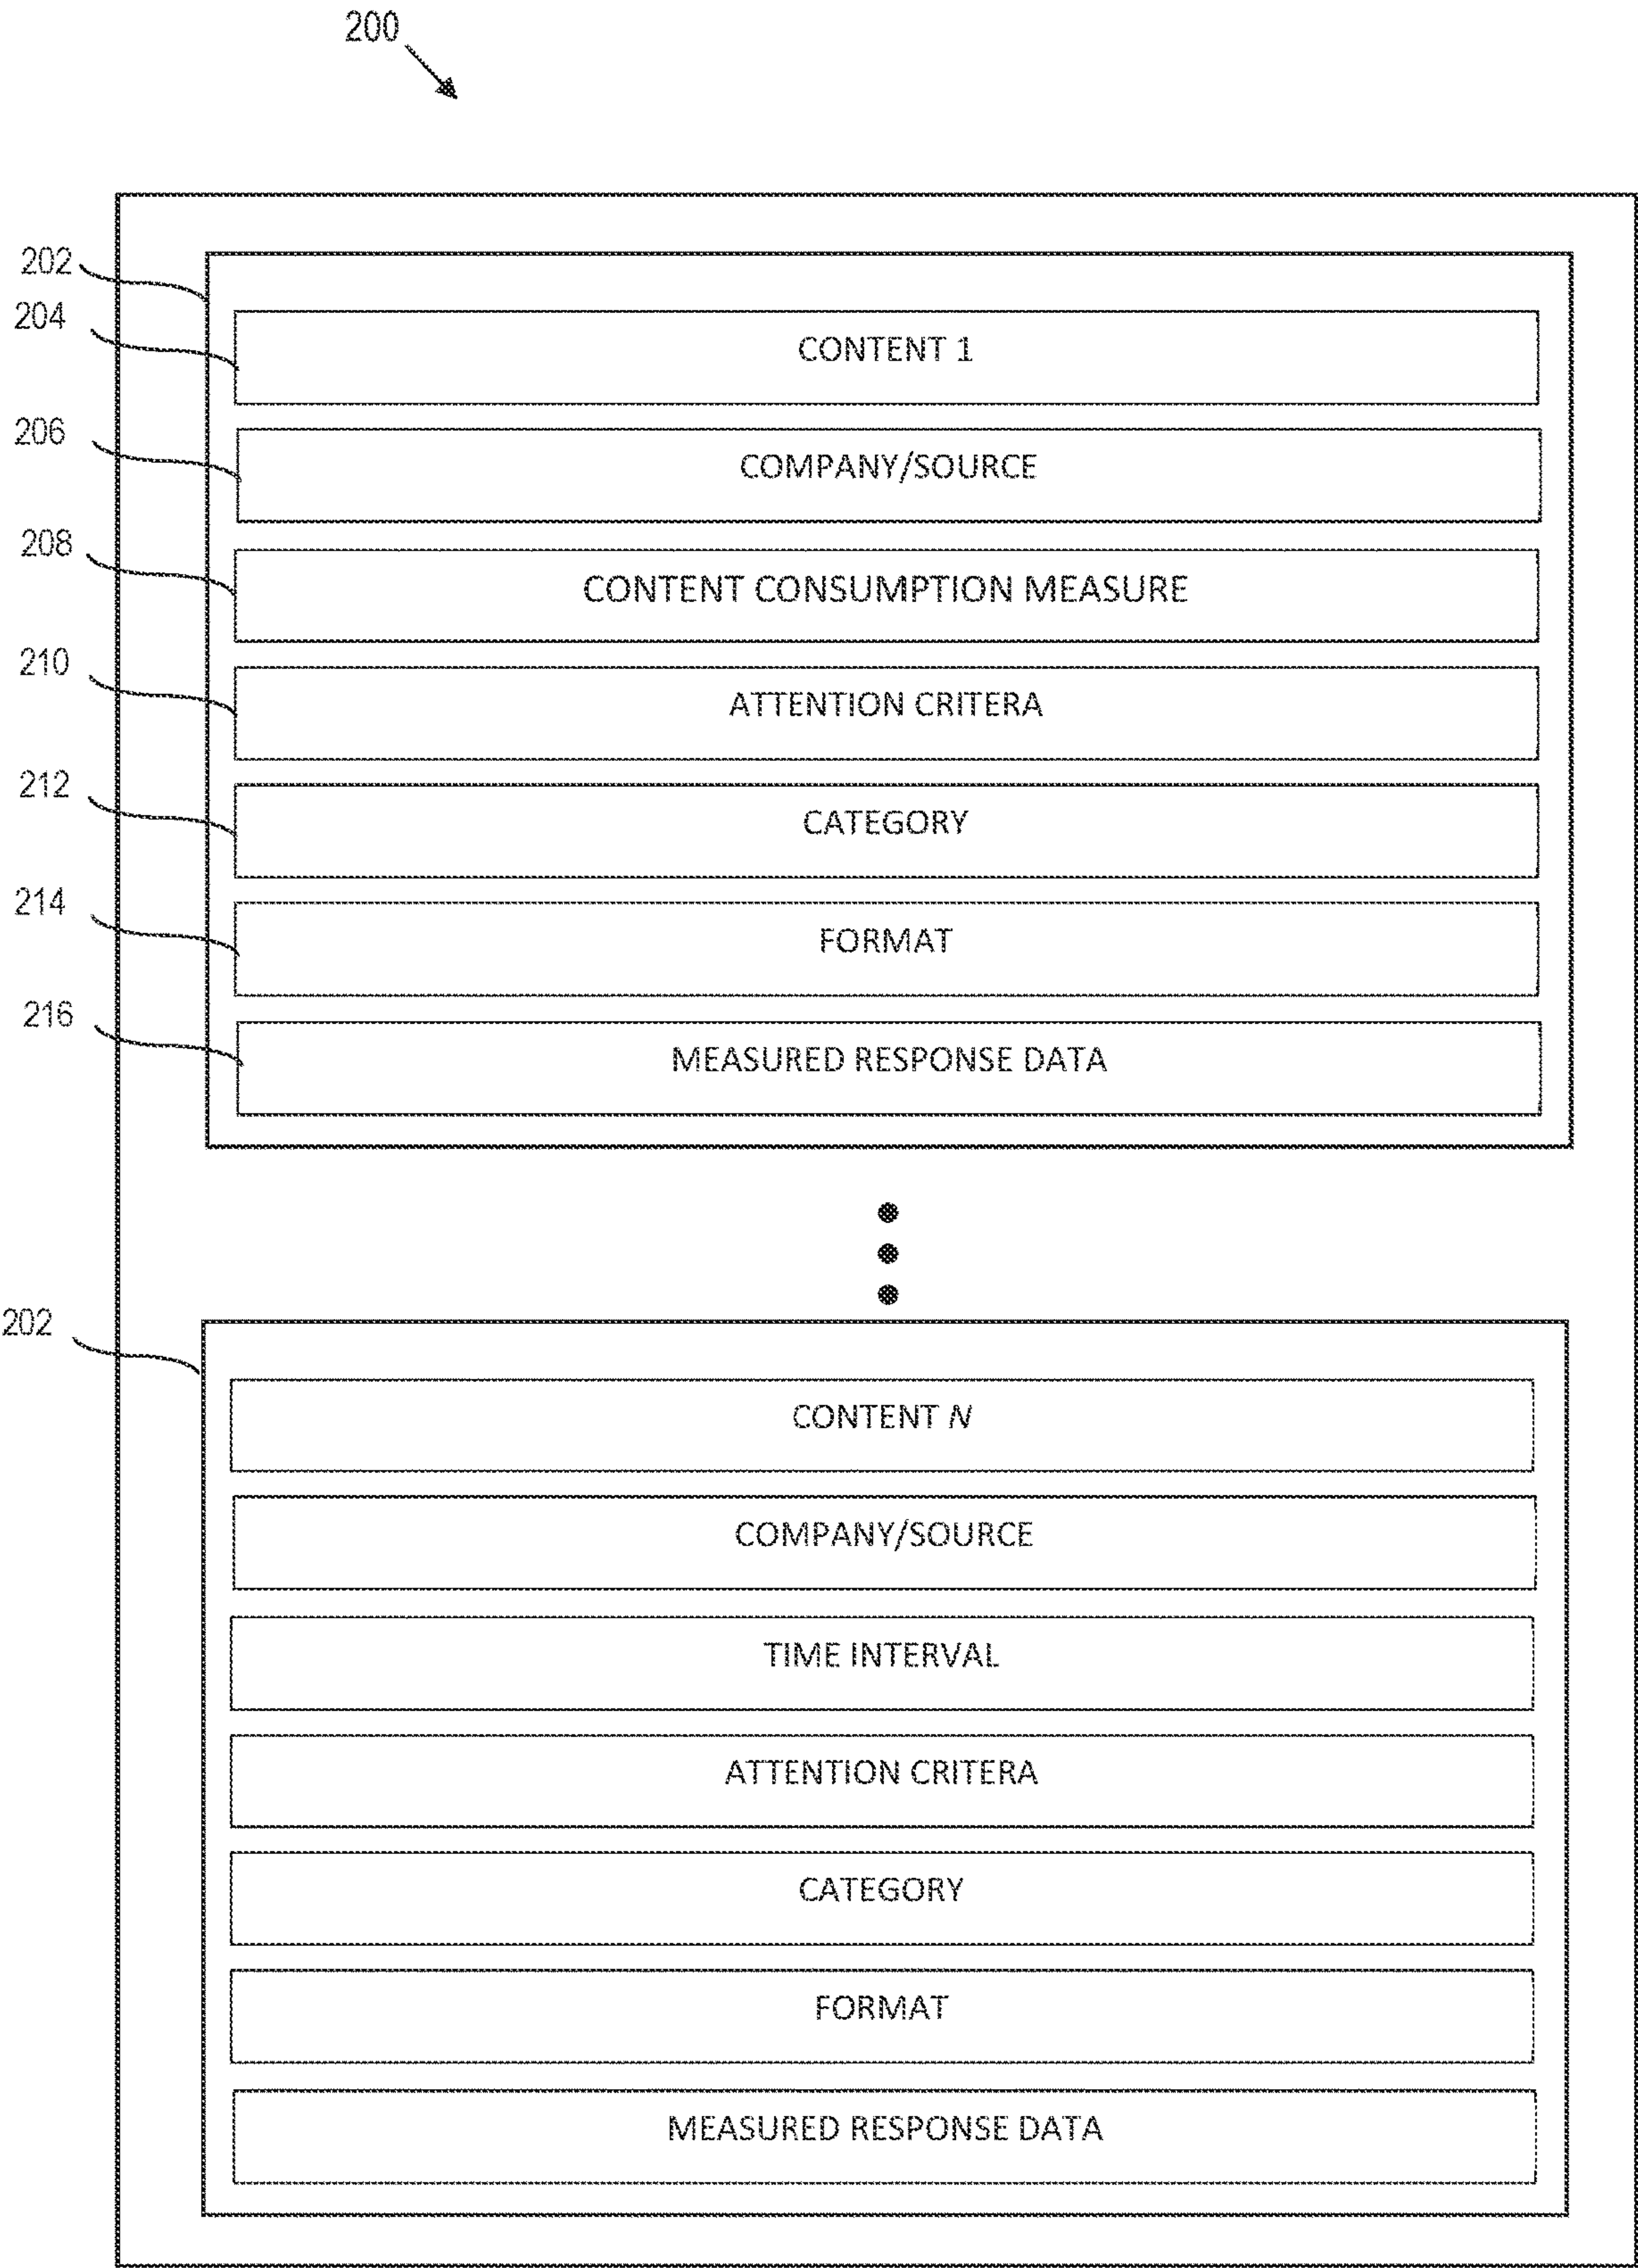 200
202
204
CONTENT 1
206
COMPANY/SOURCE
208
CONTENT CONSUMPTION MEASURE
210
ATTENTION CRITERA
212
CATEGORY
214
FORMAT
216
MEASURED RESPONSE DATA
202
CONTENT N
COMPANY/SOURCE
TIME INTERVAL
ATTENTION CRITERA
CATEGORY
FORMAT
MEASURED RESPONSE DATA